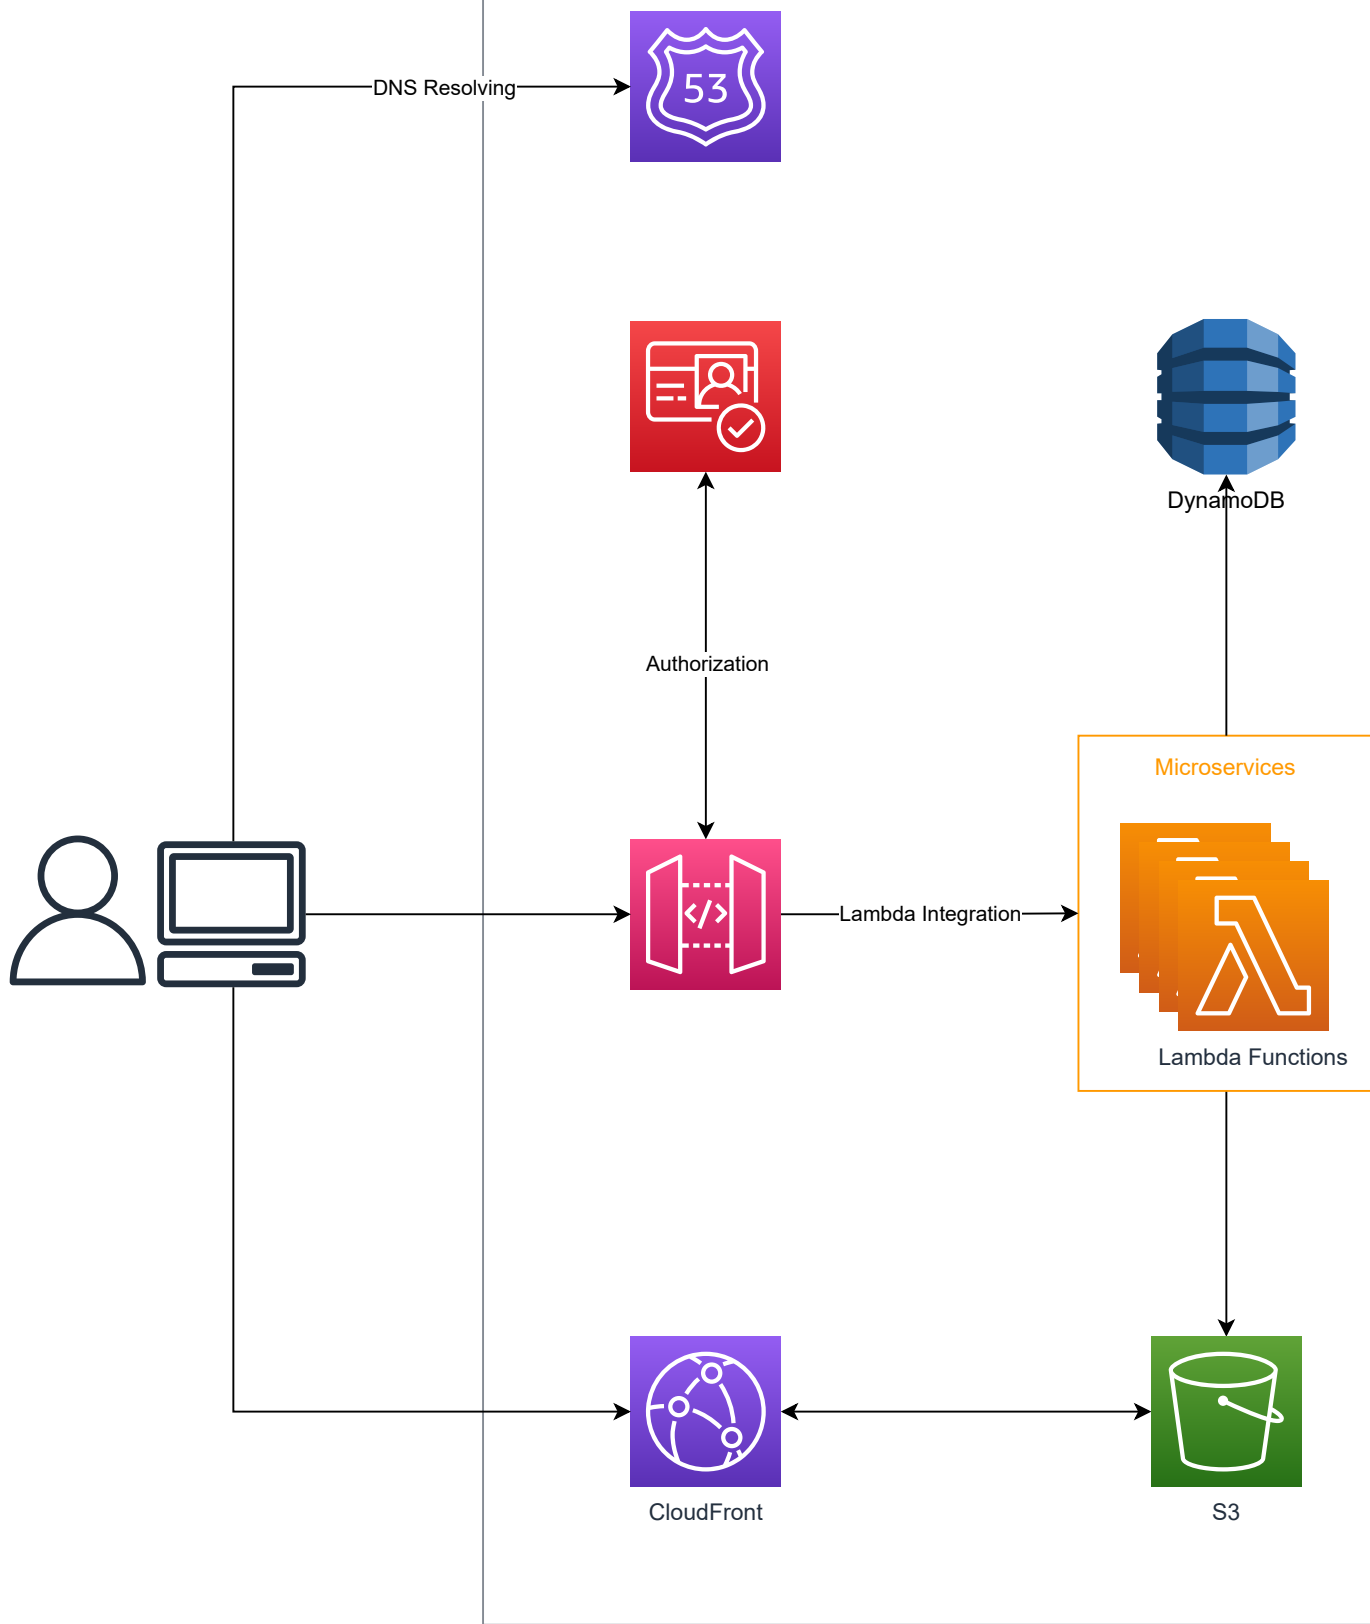 DNS Resolving
53
DynamoDB
Authorization
Microservices
Lambda Integration
Lambda Functions
CloudFront
S3